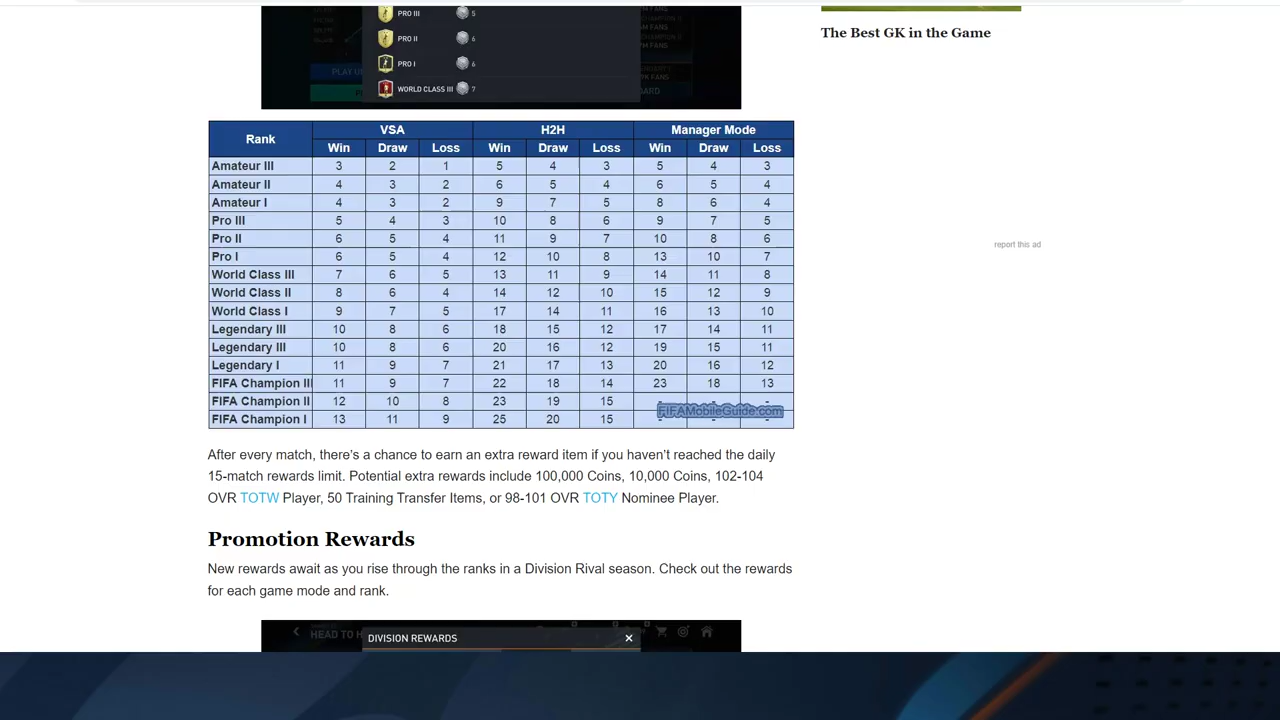 PRO III 5
PRO II 6
PRO I 6
WORLD CLASS III 7
PLAY U
M FANS
M FANS
K FANS
ARD
The Best GK in the Game
report this ad
Rank VSA H2H Manager Mode
Win Draw Loss Win Draw Loss Win Draw Loss
Amateur III 3 2 1 5 4 3 5 4 3
Amateur II 4 3 2 6 5 4 6 5 4
Amateur I 4 3 2 9 7 5 8 6 4
Pro III 5 4 3 10 8 6 9 7 5
Pro II 6 5 4 11 9 7 10 8 6
Pro I 6 5 4 12 10 8 13 10 7
World Class III 7 6 5 13 11 9 14 11 8
World Class II 8 6 4 14 12 10 15 12 9
World Class I 9 7 5 17 14 11 16 13 10
Legendary III 10 8 6 18 15 12 17 14 11
Legendary III 10 8 6 20 16 12 19 15 11
Legendary I 11 9 7 21 17 13 20 16 12
FIFA Champion III 11 9 7 22 18 14 23 18 13
FIFA Champion II 12 10 8 23 19 15 - - -
FIFA Champion I 13 11 9 25 20 15 - - -
FIFAMobileGuide.com
After every match, there's a chance to earn an extra reward item if you haven't reached the daily
15-match rewards limit. Potential extra rewards include 100,000 Coins, 10,000 Coins, 102-104
OVR TOTW Player, 50 Training Transfer Items, or 98-101 OVR TOTY Nominee Player.
Promotion Rewards
New rewards await as you rise through the ranks in a Division Rival season. Check out the rewards
for each game mode and rank.
HEAD TO H
DIVISION REWARDS